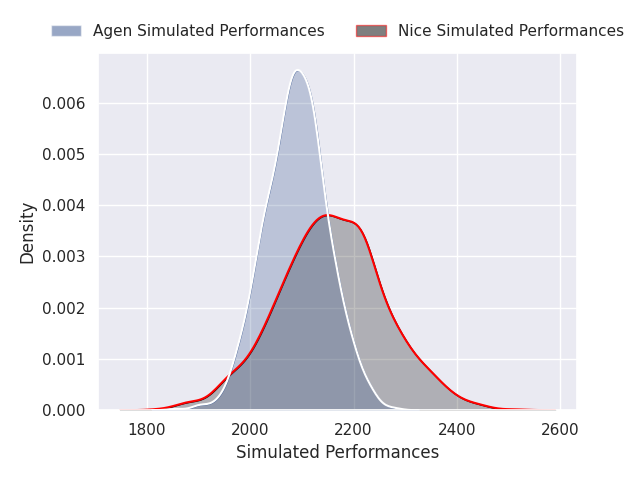 Agen Simulated Performances Nice Simulated Performances
0.006
0.005
0.004
0.003
0.002
0.001
0.000
Density
1800 2000 2200 2400 2600
Simulated Performances